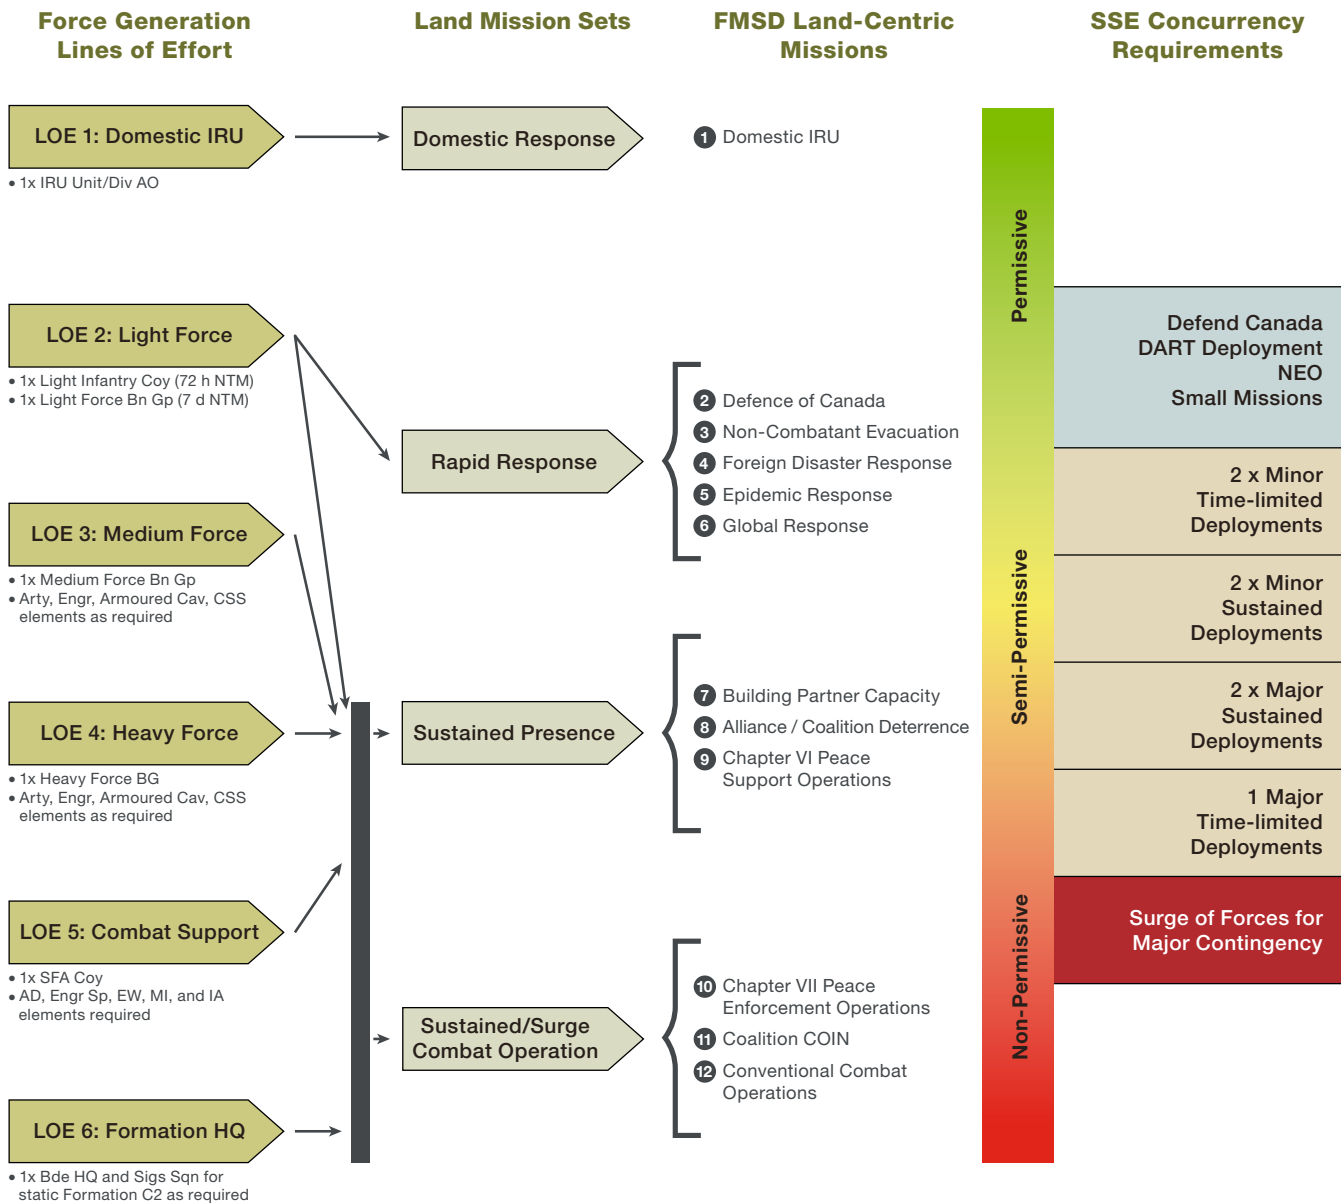 Force Generation
Lines of Effort
Land Mission Sets
FMSD Land-Centric
Missions
SSE Concurrency
Requirements
LOE 1: Domestic IRU
• 1x IRU Unit/Div AO
LOE 2: Light Force
• 1x Light Infantry Coy (72 h NTM)
• 1x Light Force Bn Gp (7 d NTM)
LOE 3: Medium Force
• 1x Medium Force Bn Gp
• Arty, Engr, Armoured Cav, CSS
elements as required
LOE 4: Heavy Force
• 1x Heavy Force BG
• Arty, Engr, Armoured Cav, CSS
elements as required
LOE 5: Combat Support
• 1x SFA Coy
• AD, Engr Sp, EW, MI, and IA
elements required
LOE 6: Formation HQ
• 1x Bde HQ and Sigs Sqn for
static Formation C2 as required
Domestic Response
Rapid Response
Sustained Presence
Sustained/Surge
Combat Operation
1 Domestic IRU
2 Defence of Canada
3 Non-Combatant Evacuation
4 Foreign Disaster Response
5 Epidemic Response
6 Global Response
7 Building Partner Capacity
8 Alliance / Coalition Deterrence
9 Chapter VI Peace
Support Operations
10 Chapter VII Peace
Enforcement Operations
11 Coalition COIN
12 Conventional Combat
Operations
Permissive
Semi-Permissive
Non-Permissive
Defend Canada
DART Deployment
NEO
Small Missions
2 x Minor
Time-limited
Deployments
2 x Minor
Sustained
Deployments
2 x Major
Sustained
Deployments
1 Major
Time-limited
Deployments
Surge of Forces for
Major Contingency